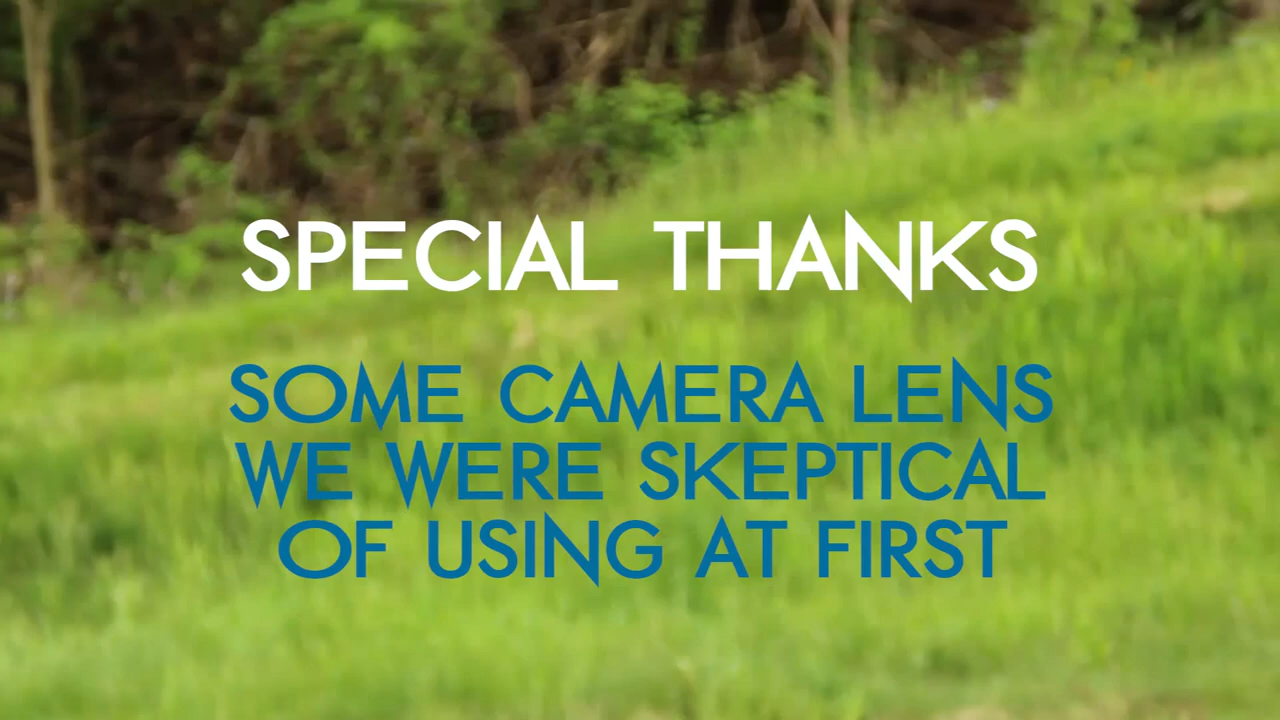 SPECIAL THANKS
SOME CAMERA LENS
WE WERE SKEPTICAL
OF USING AT FIRST